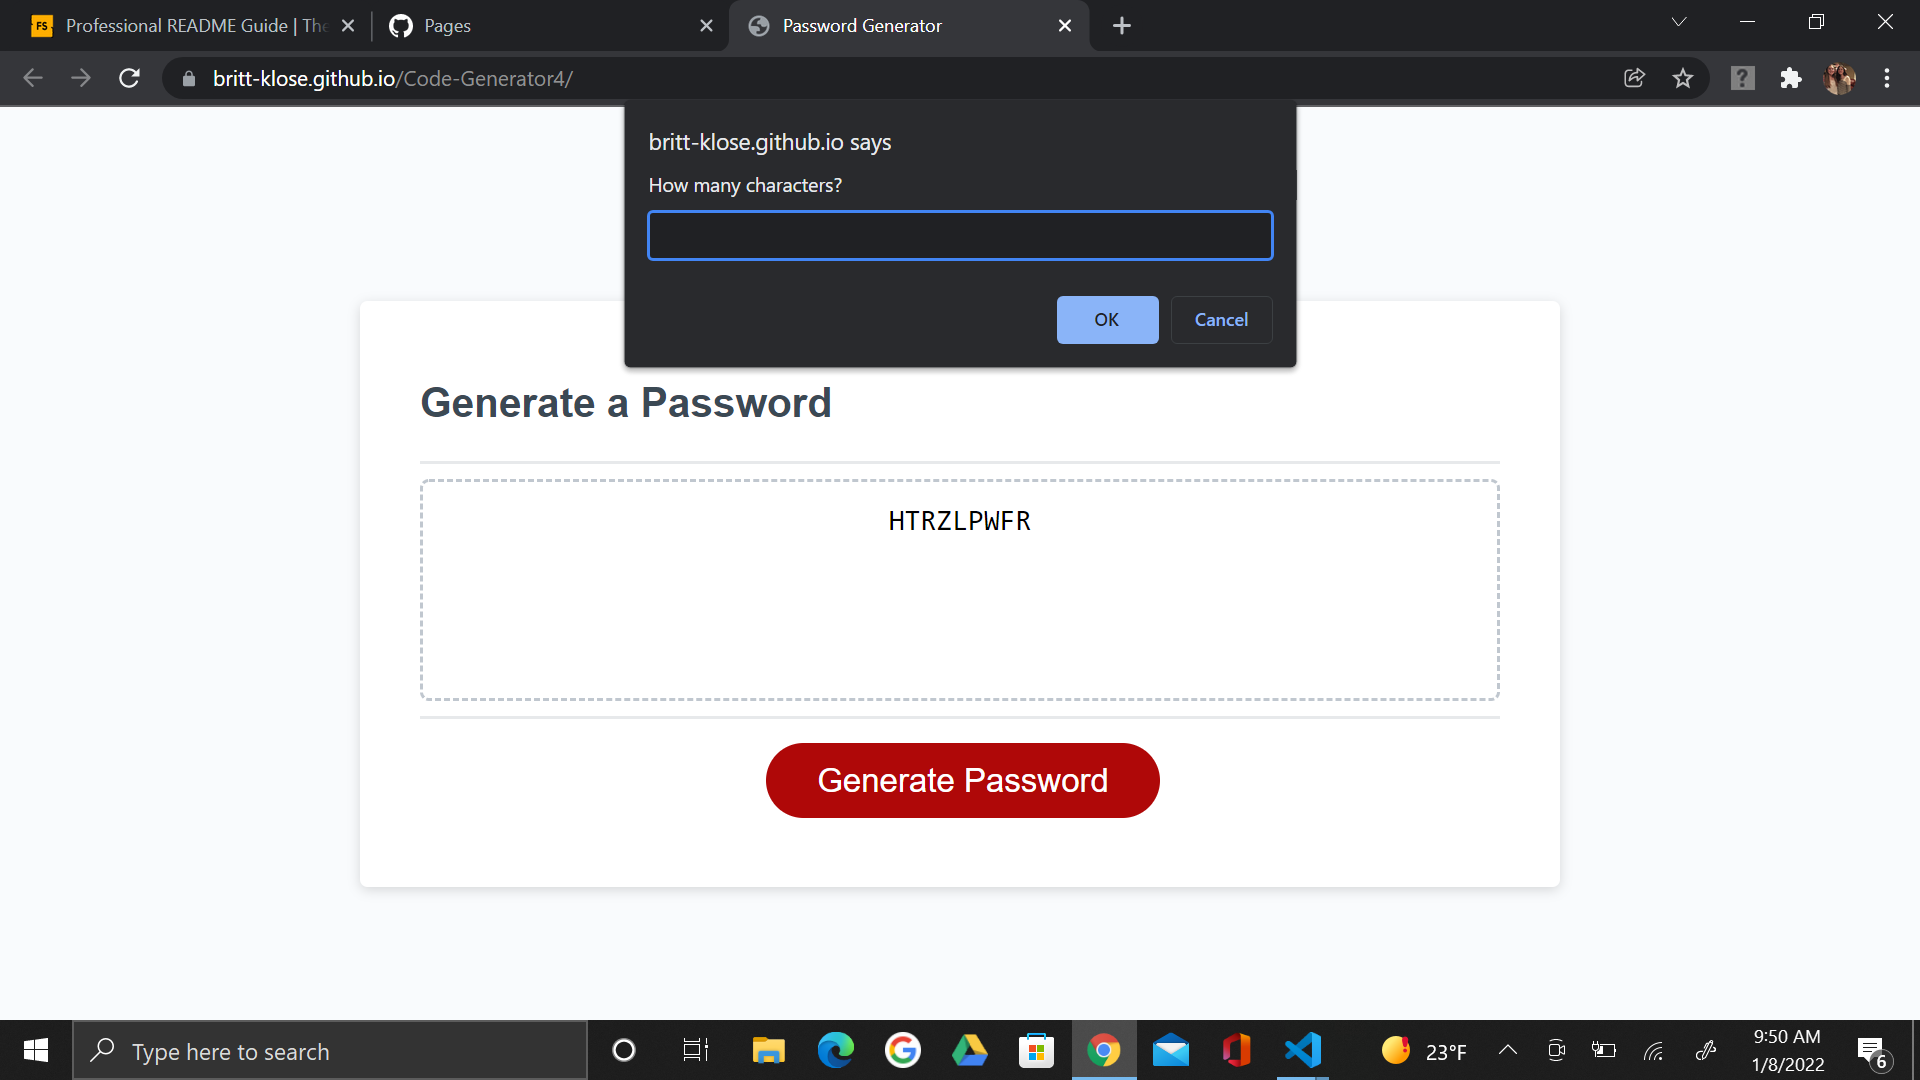 FS
Professional README Guide | The
Pages
Password Generator
britt-klose.github.io/Code-Generator4/
britt-klose.github.io says
How many characters?
OK
Cancel
Generate a Password
HTRZLPWFR
Generate Password
Type here to search
23°F
9:50 AM
1/8/2022
6